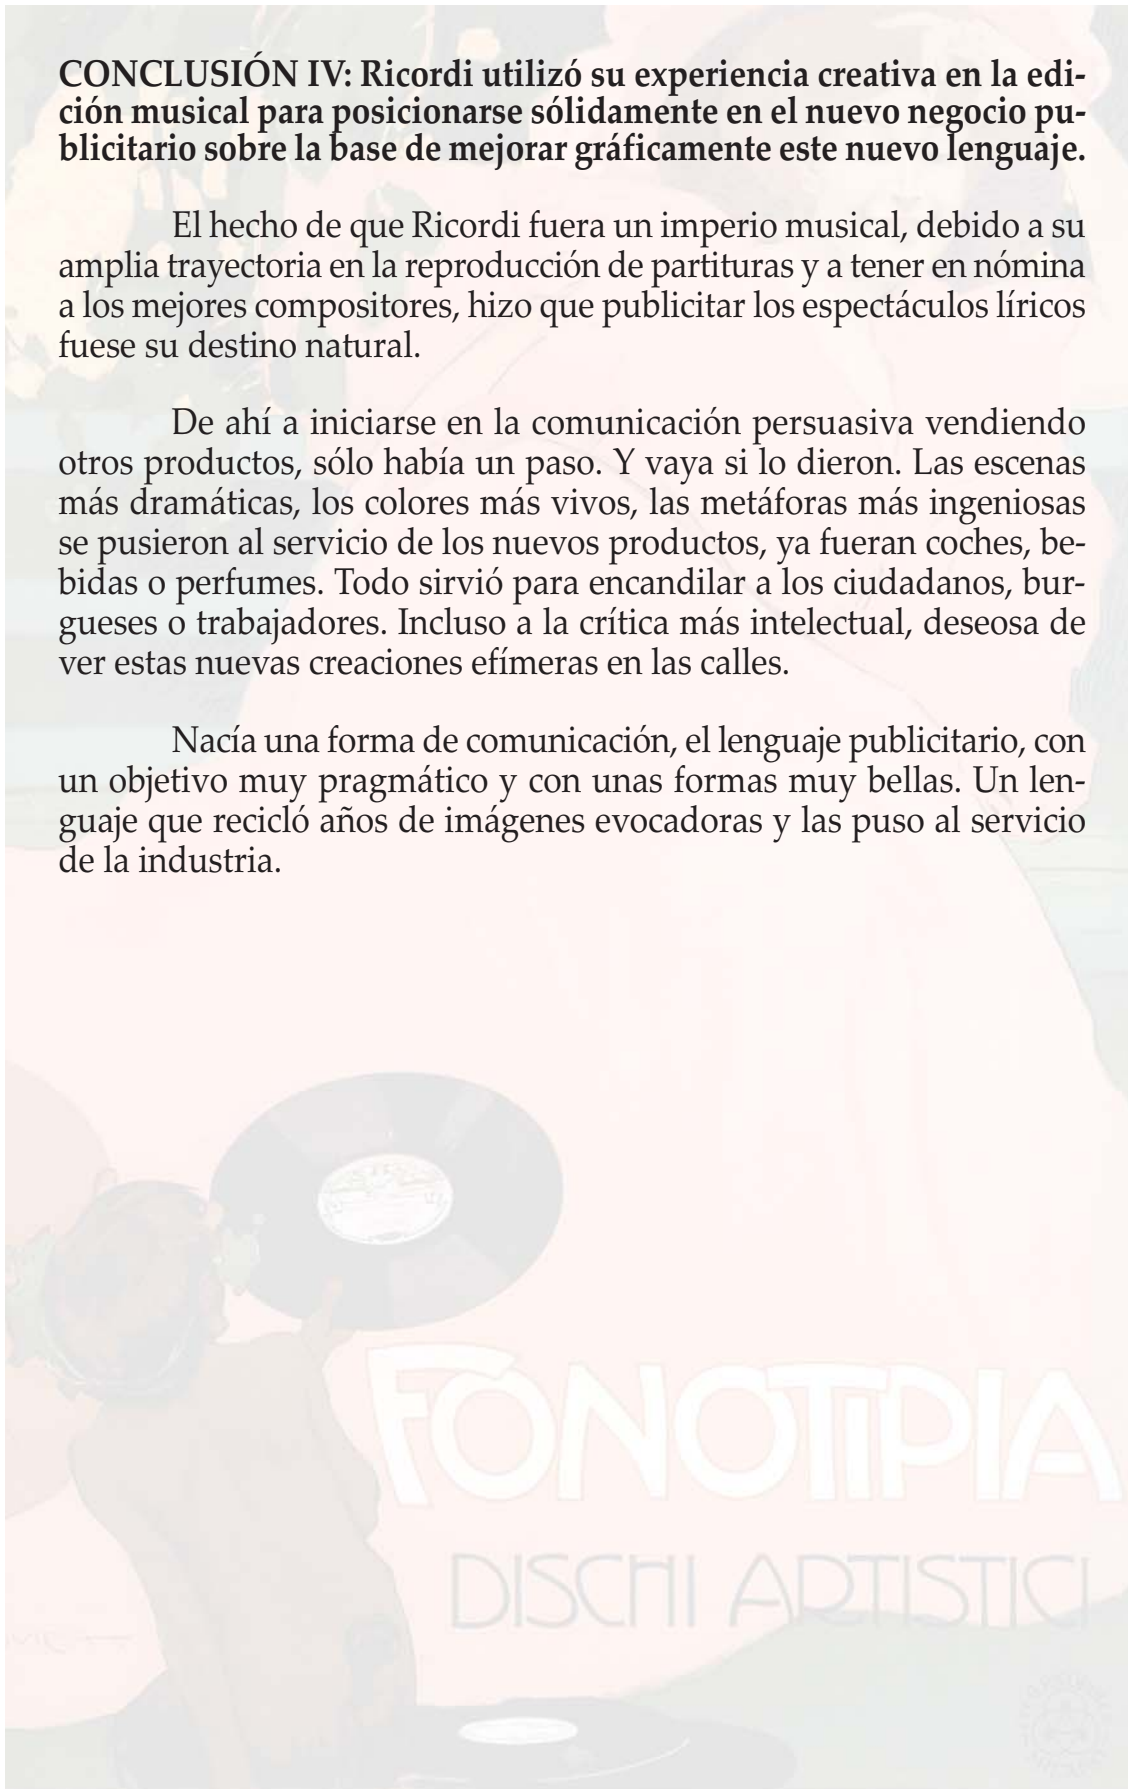 CONCLUSIÓN IV: Ricordi utilizó su experiencia creativa en la edi-
ción musical para posicionarse sólidamente en el nuevo negocio pu-
blicitario sobre la base de mejorar gráficamente este nuevo lenguaje.
El hecho de que Ricordi fuera un imperio musical, debido a su
amplia trayectoria en la reproducción de partituras y a tener en nómina
a los mejores compositores, hizo que publicitar los espectáculos líricos
fuese su destino natural.
De ahí a iniciarse en la comunicación persuasiva vendiendo
otros productos, sólo había un paso. Y vaya si lo dieron. Las escenas
más dramáticas, los colores más vivos, las metáforas más ingeniosas
se pusieron al servicio de los nuevos productos, ya fueran coches, be-
bidas o perfumes. Todo sirvió para encandilar a los ciudadanos, bur-
gueses o trabajadores. Incluso a la crítica más intelectual, deseosa de
ver estas nuevas creaciones efímeras en las calles.
Nacía una forma de comunicación, el lenguaje publicitario, con
un objetivo muy pragmático y con unas formas muy bellas. Un len-
guaje que recicló años de imágenes evocadoras y las puso al servicio
de la industria.
FONOTIPIA
DISCHI ARTISTICI